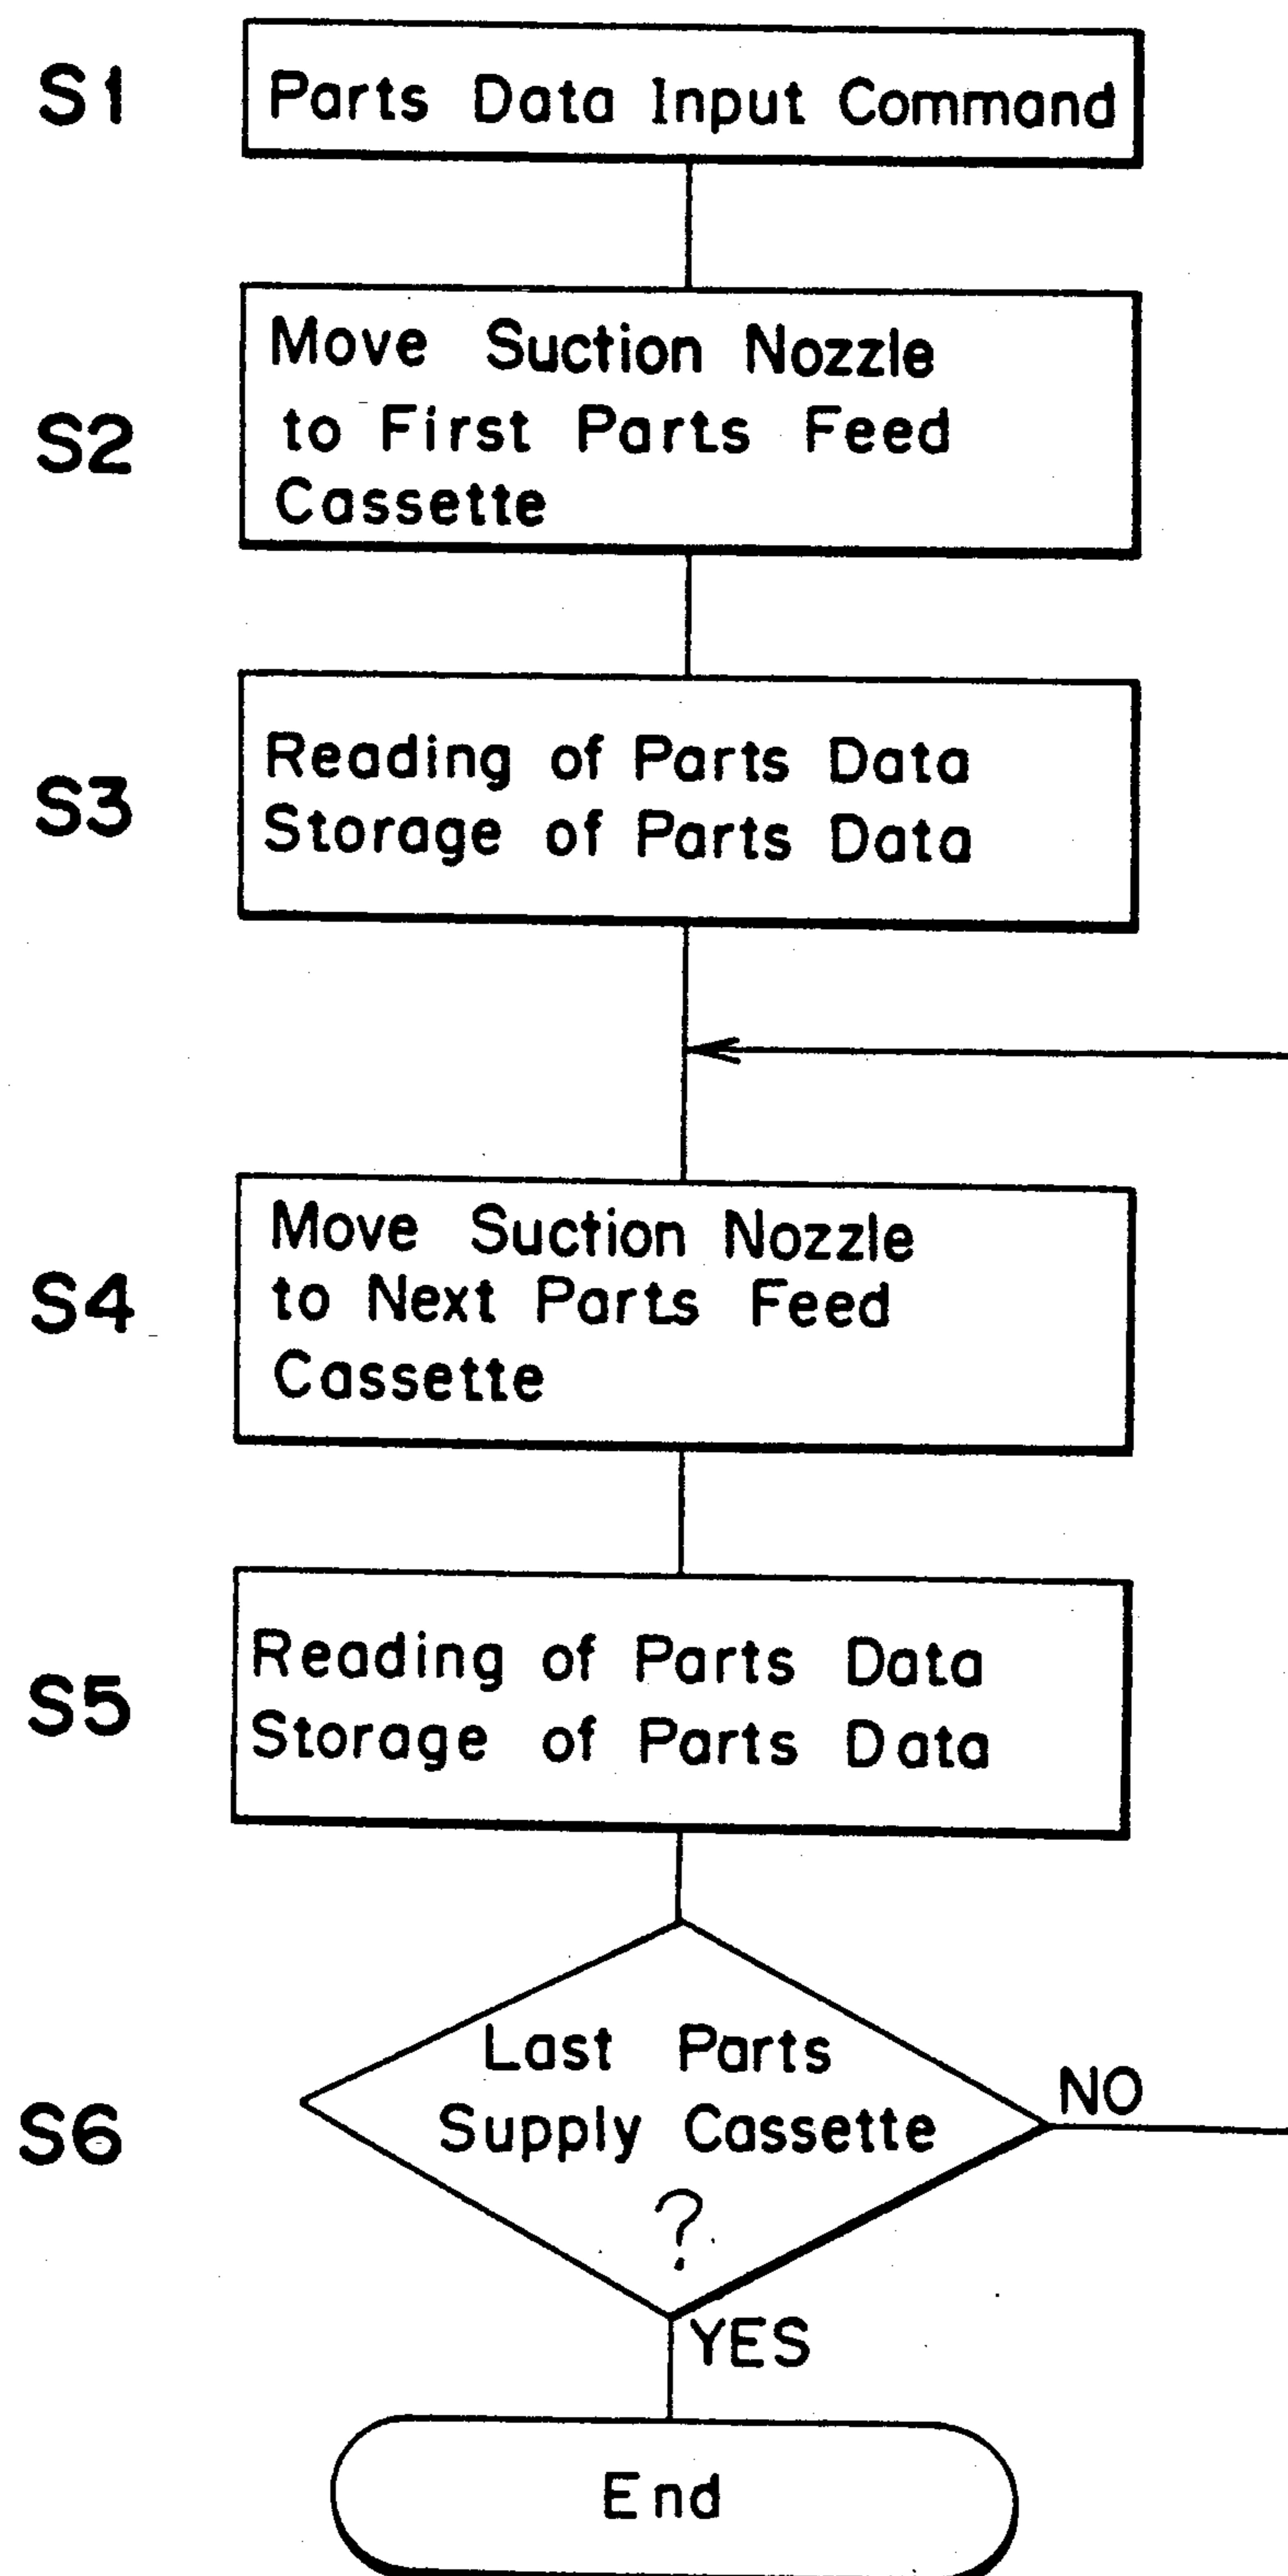 S1
Parts Data Input Command
S2
Move Suction Nozzle
to First Parts Feed
Cassette
S3
Reading of Parts Data
Storage of Parts Data
S4
Move Suction Nozzle
to Next Parts Feed
Cassette
S5
Reading of Parts Data
Storage of Parts Data
S6
Last Parts
Supply Cassette
?
NO
YES
End